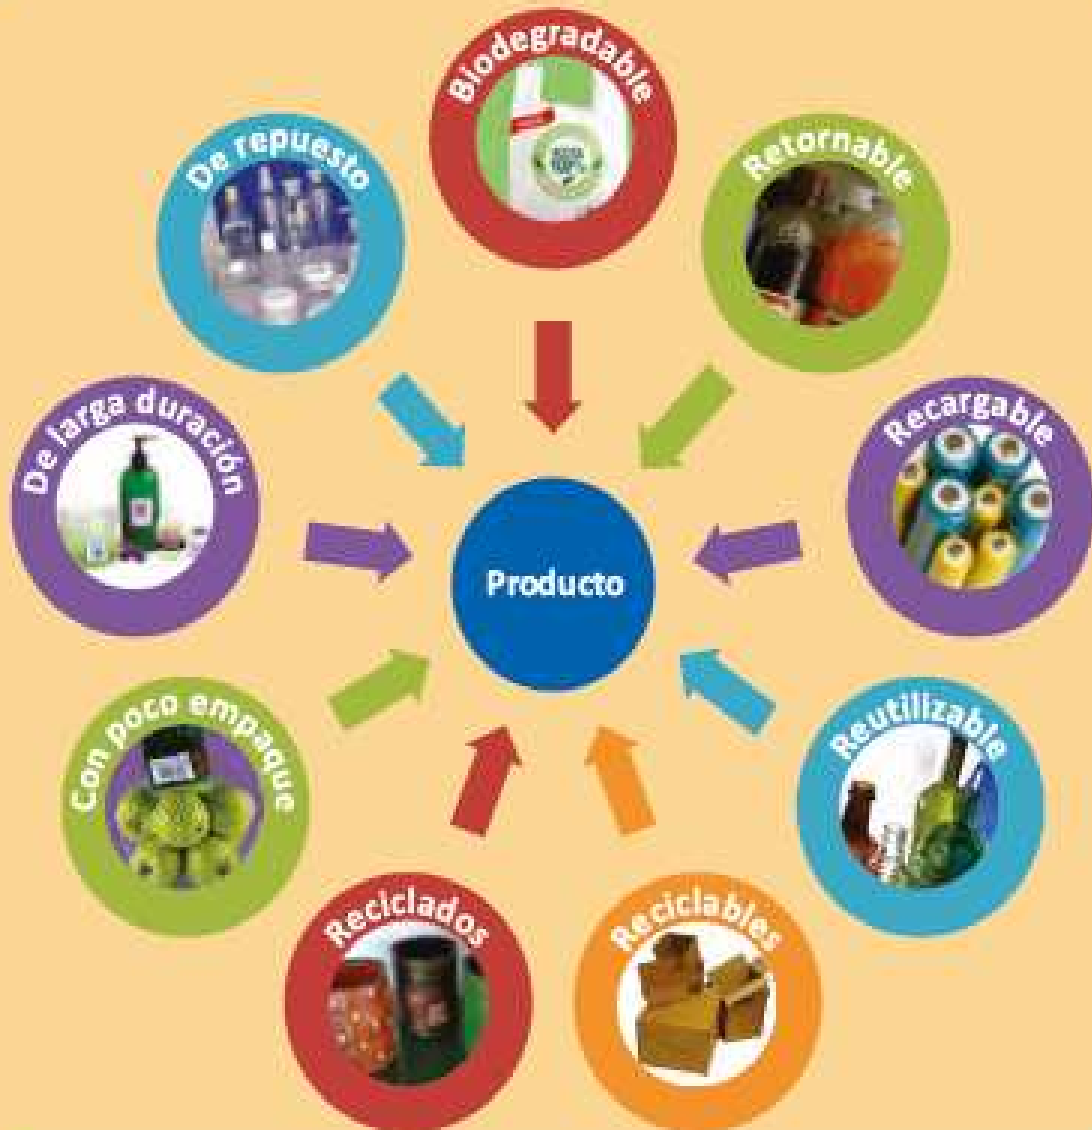 Biodegradable
Retornable
Recargable
Reutilizable
Reciclables
Reciclados
Con poco empaque
De larga duración
De repuesto
Producto